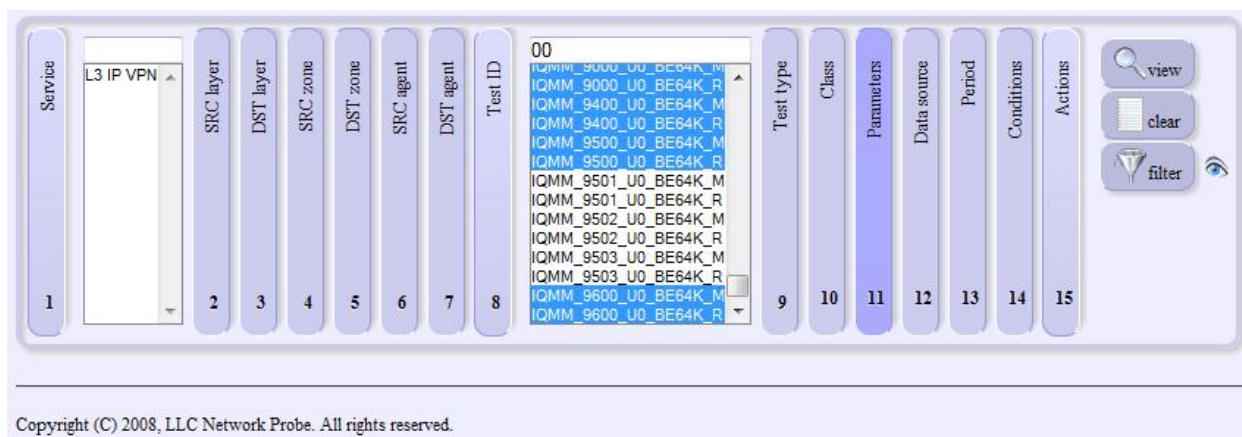 Service
1
L3 IP VPN
SRC layer
2
DST layer
3
SRC zone
4
DST zone
5
SRC agent
6
DST agent
7
Test ID
8
00
IQMM_9000_U0_BE64K_M
IQMM_9000_U0_BE64K_R
IQMM_9400_U0_BE64K_M
IQMM_9400_U0_BE64K_R
IQMM_9500_U0_BE64K_M
IQMM_9500_U0_BE64K_R
IQMM_9501_U0_BE64K_M
IQMM_9501_U0_BE64K_R
IQMM_9502_U0_BE64K_M
IQMM_9502_U0_BE64K_R
IQMM_9503_U0_BE64K_M
IQMM_9503_U0_BE64K_R
IQMM_9600_U0_BE64K_M
IQMM_9600_U0_BE64K_R
Test type
9
Class
10
Parameters
11
Data source
12
Period
13
Conditions
14
Actions
15
view
clear
filter
Copyright (C) 2008, LLC Network Probe. All rights reserved.